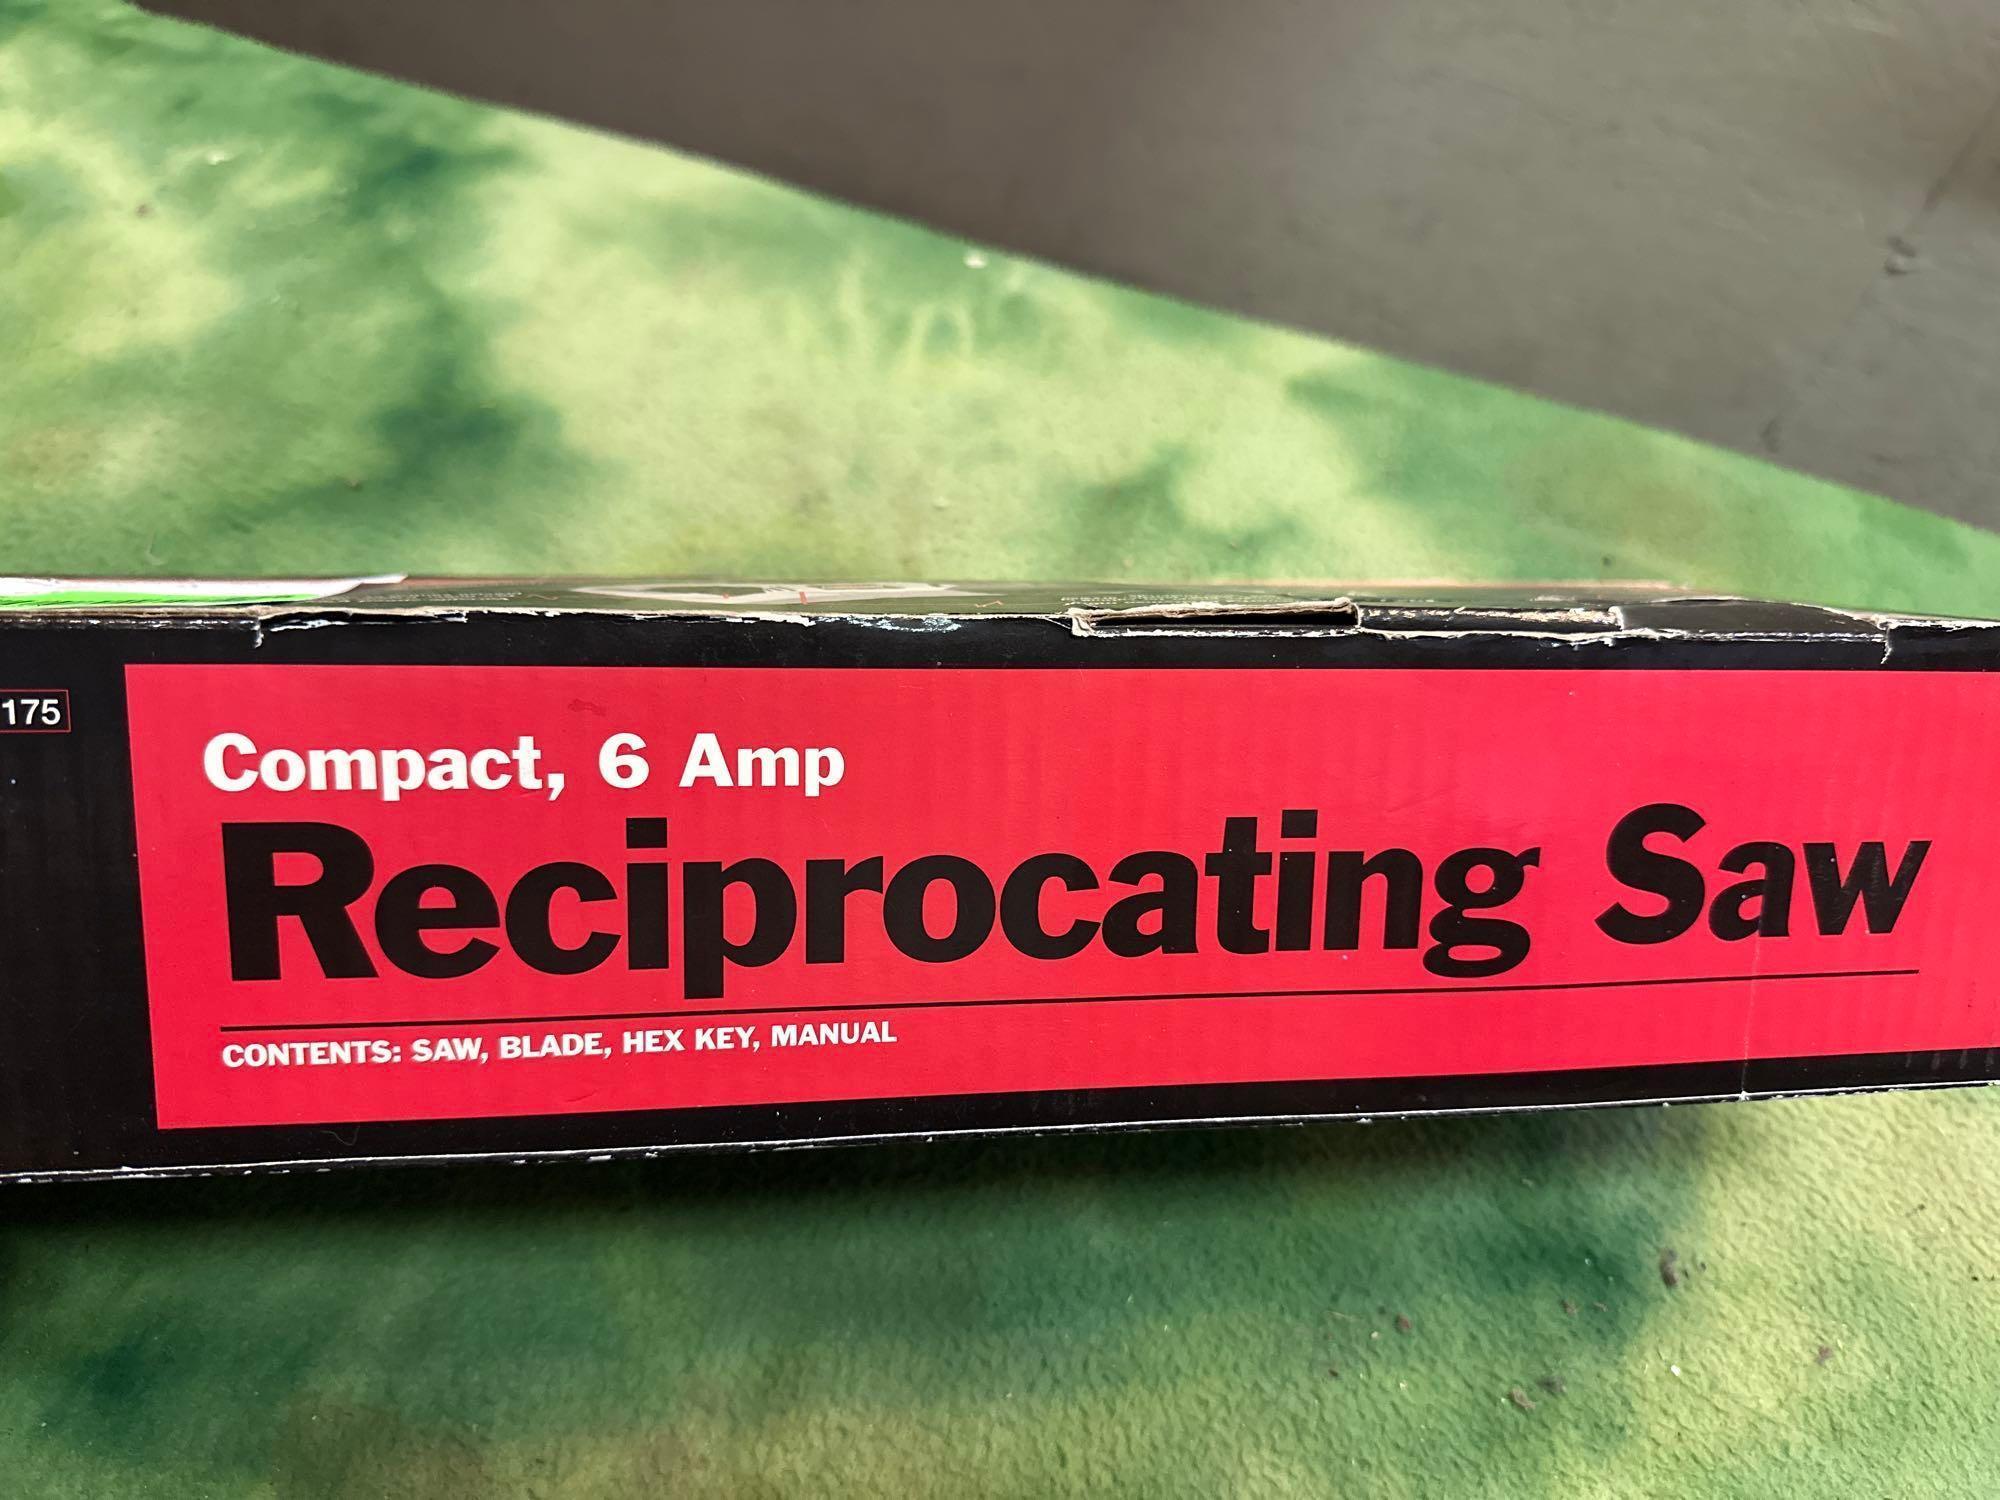 175
Compact, 6 Amp
Reciprocating Saw
CONTENTS: SAW, BLADE, HEX KEY, MANUAL